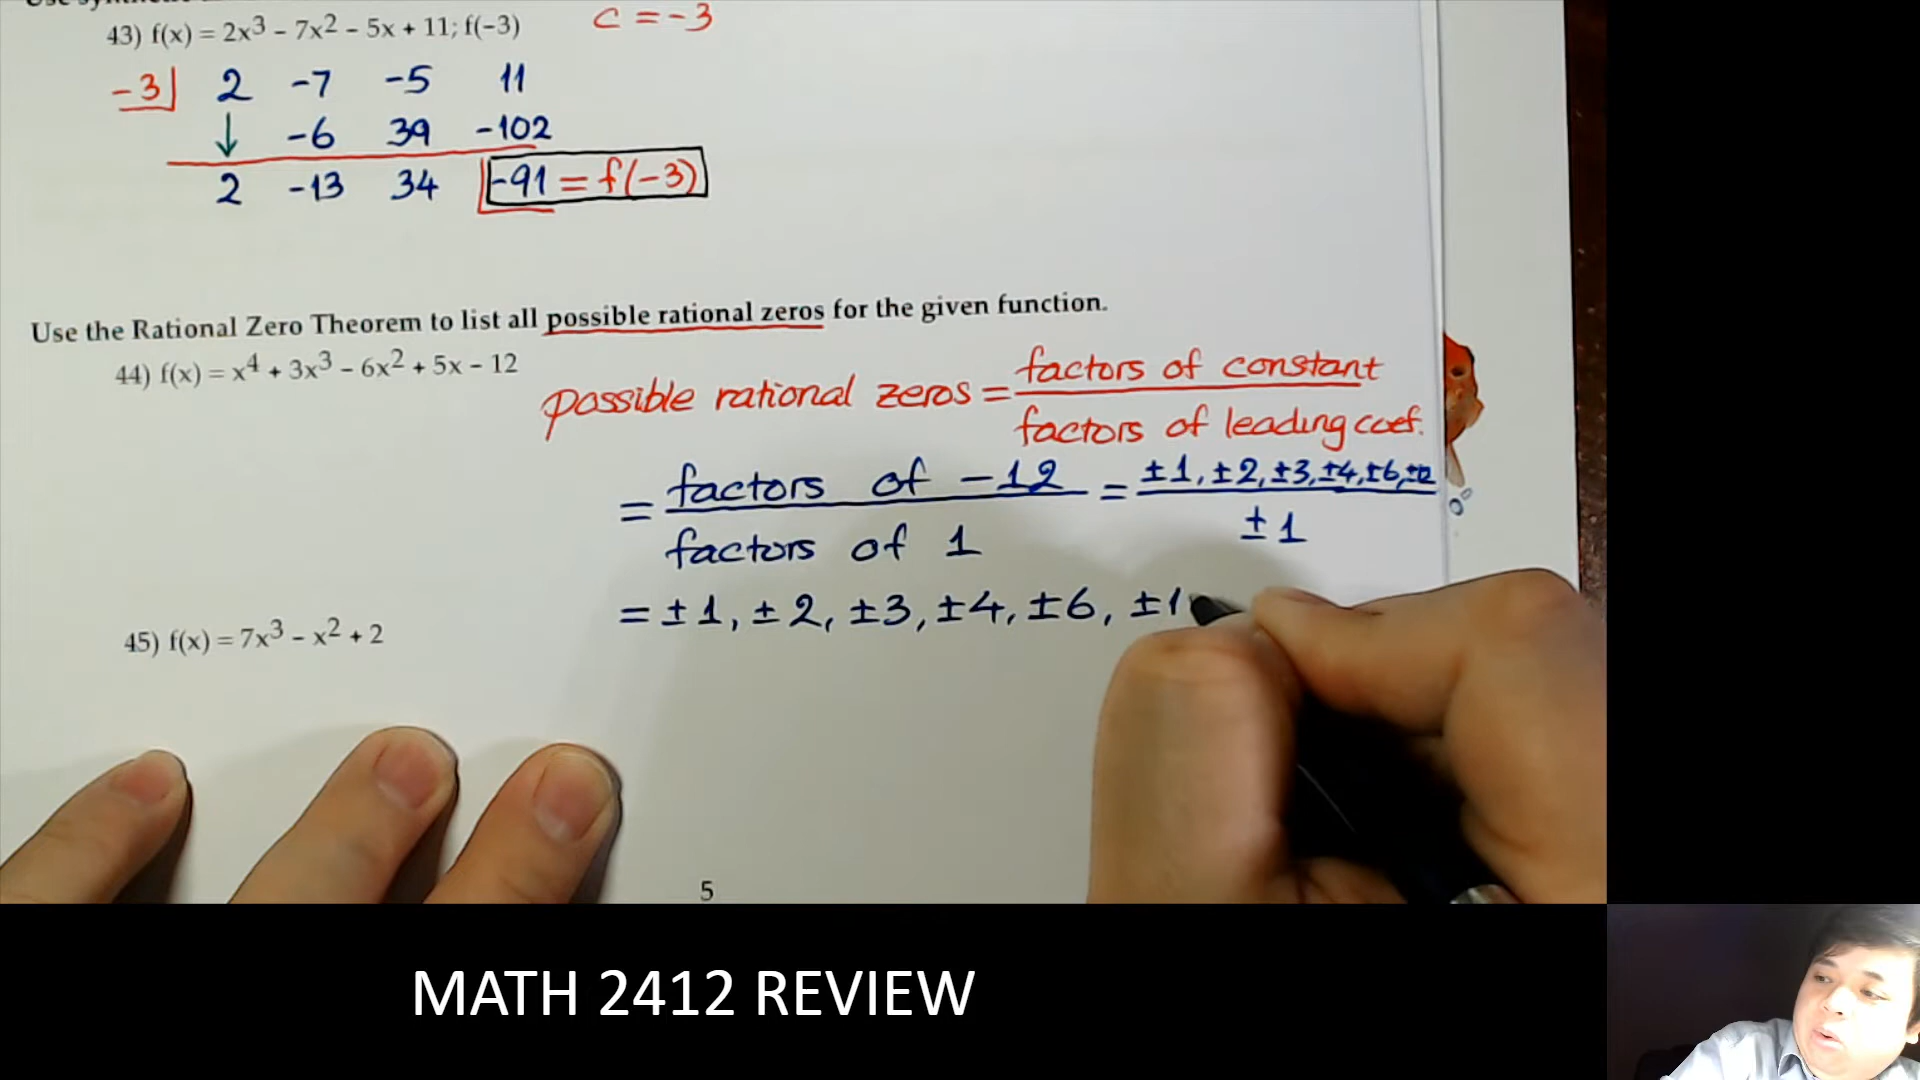 43) f(x) = 2x3 – 7x2 – 5x + 11; f(–3)    c = -3
-3 2 -7 -5 11
↓ -6 39 -102
2 -13 34 -91 = f(-3)
Use the Rational Zero Theorem to list all possible rational zeros for the given function.
44) f(x) = x4 + 3x3 – 6x2 + 5x – 12
possible rational zeros = factors of constant
factors of leading coef.
= factors of -12 = ±1, ±2, ±3, ±4, ±6, ±12
factors of 1    ±1
= ±1, ±2, ±3, ±4, ±6, ±1
45) f(x) = 7x3 – x2 + 2
5
MATH 2412 REVIEW